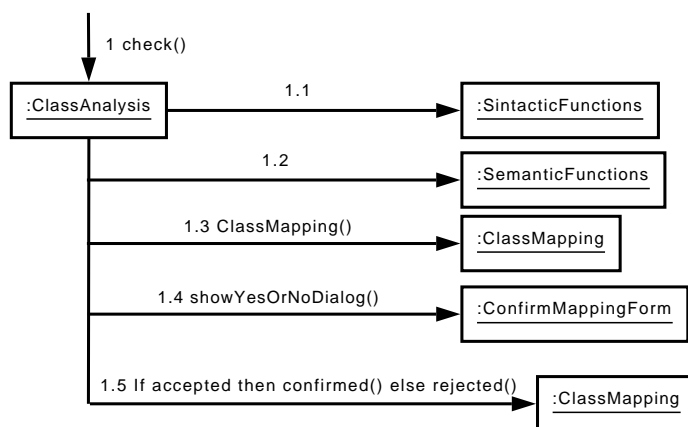 1 check()
:ClassAnalysis
1.1
:SintacticFunctions
1.2
:SemanticFunctions
1.3 ClassMapping()
:ClassMapping
1.4 showYesOrNoDialog()
:ConfirmMappingForm
1.5 If accepted then confirmed() else rejected()
:ClassMapping